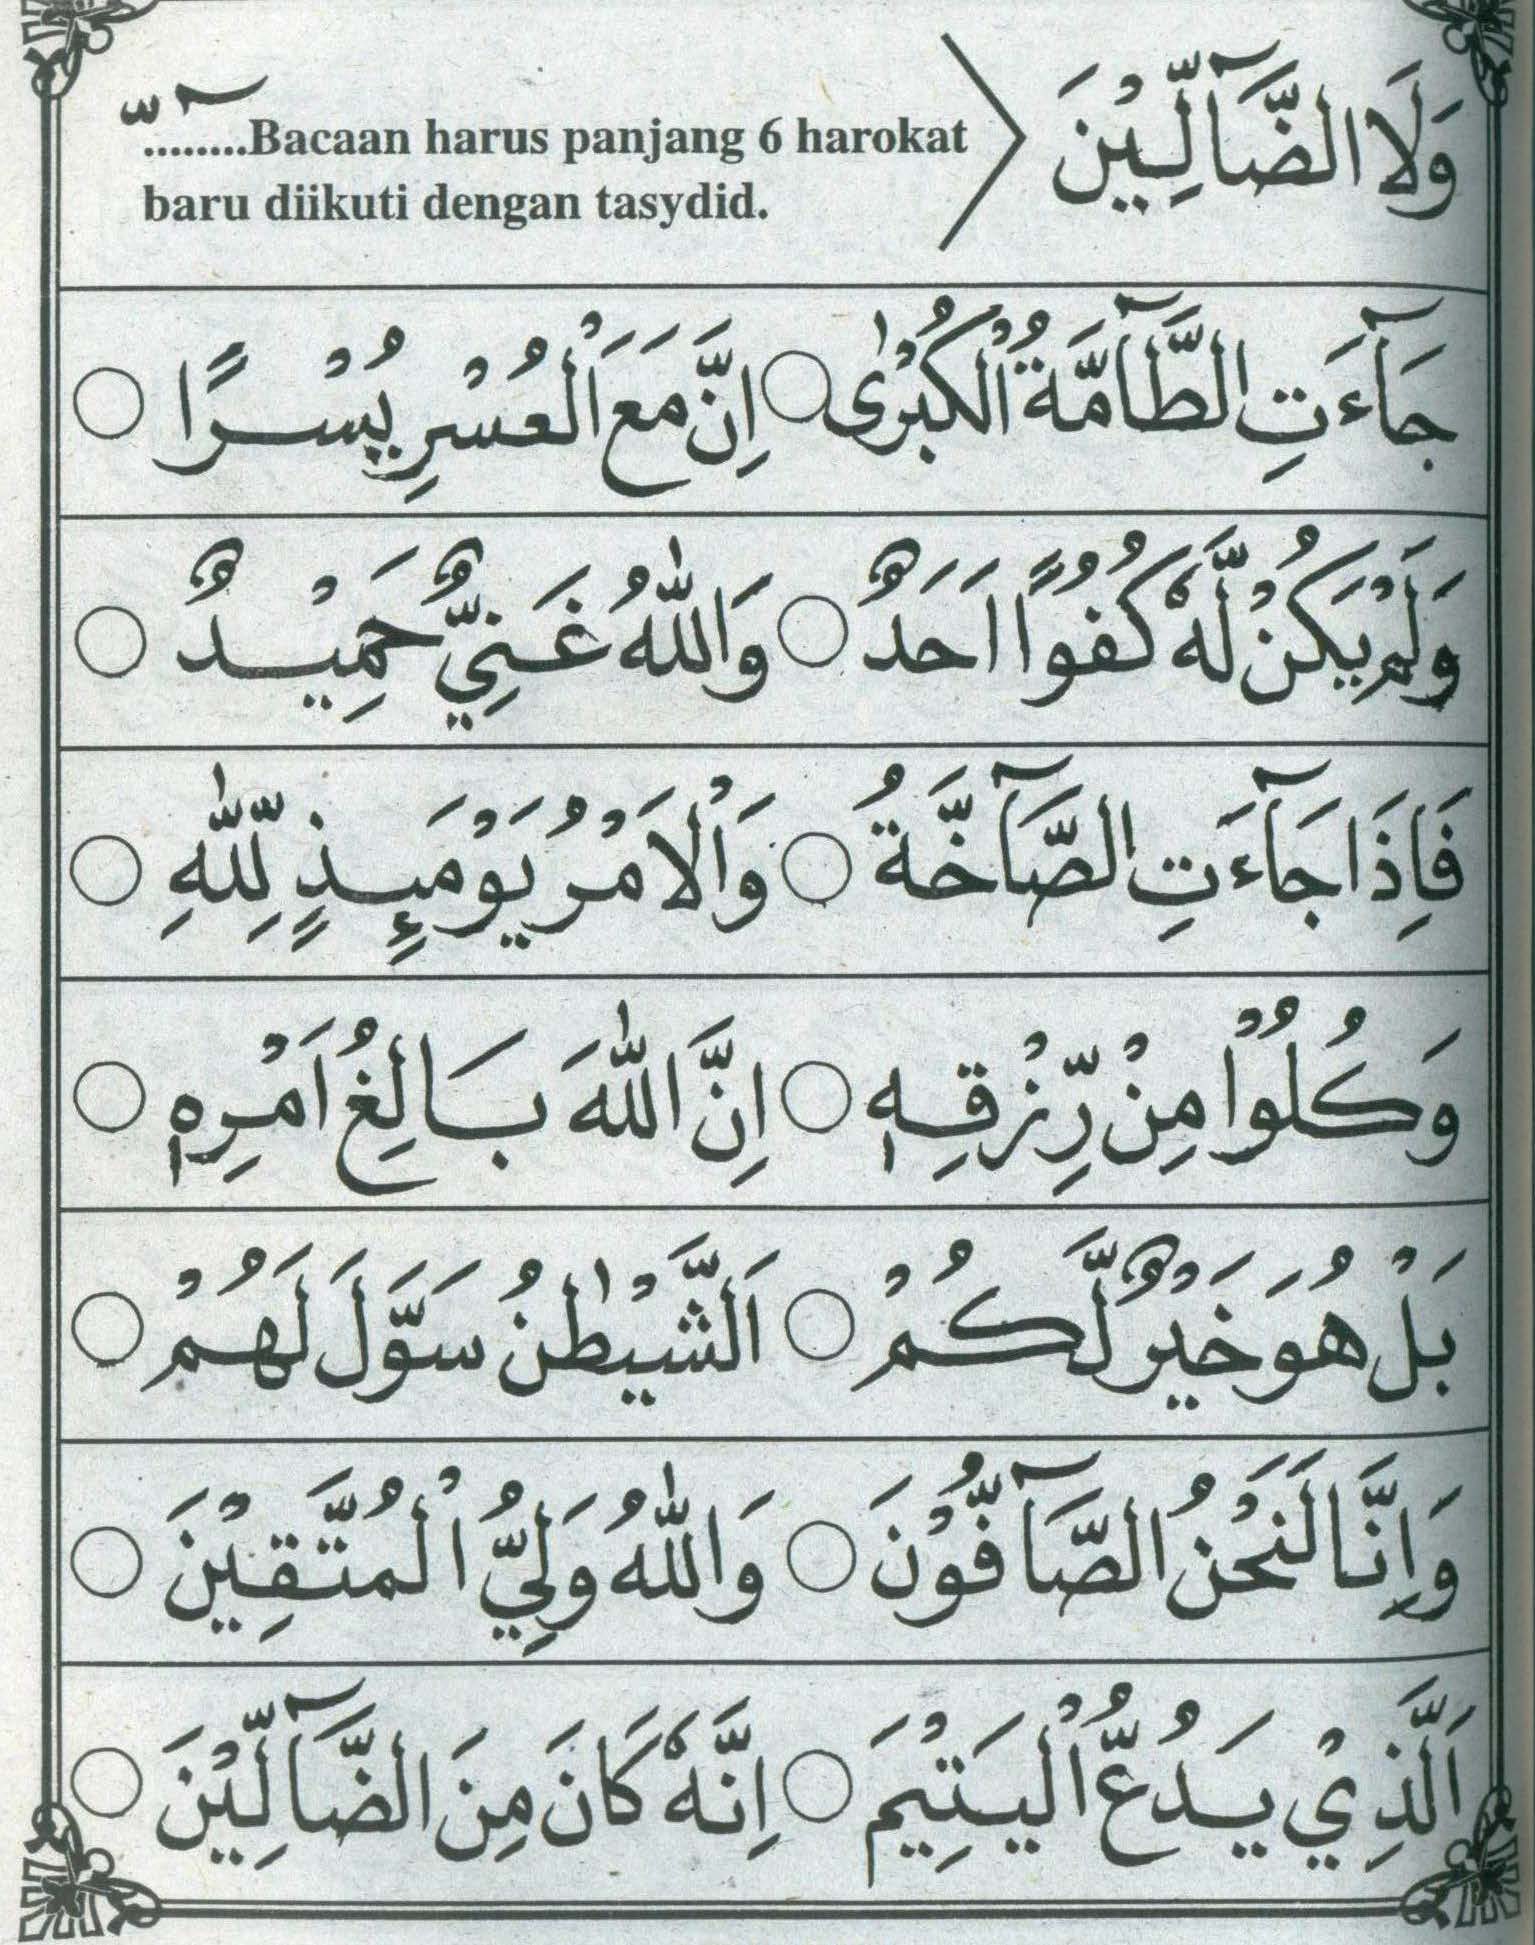 وَلَا الضَّآلِّيْنَ
ّ ٓ........Bacaan harus panjang 6 harokat
baru diikuti dengan tasydid.
جَآءَتِ الطَّآمَّةُ الْكُبْرٰى ○ اِنَّ مَعَ الْعُسْرِ يُسْرًا ○
وَلَمْ يَكُنْ لَّهٗ كُفُوًا اَحَدٌ ○ وَاللّٰهُ غَنِيٌّ حَمِيْدٌ ○
فَاِذَا جَآءَتِ الصَّآخَّةُ ○ وَالْاَمْرُ يَوْمَئِذٍ لِّلّٰهِ ○
وَكُلُوْا مِنْ رِّزْقِهٖ ○ اِنَّ اللّٰهَ بَالِغُ اَمْرِهٖ ○
بَلْ هُوَ خَيْرٌ لَّكُمْ ○ اَلشَّيْطٰنُ سَوَّلَ لَهُمْ ○
وَاِنَّا لَنَحْنُ الصَّآفُّوْنَ ○ وَاللّٰهُ وَلِيُّ الْمُتَّقِيْنَ ○
اَلَّذِيْ يَدُعُّ الْيَتِيْمَ ○ اِنَّهٗ كَانَ مِنَ الضَّآلِّيْنَ ○